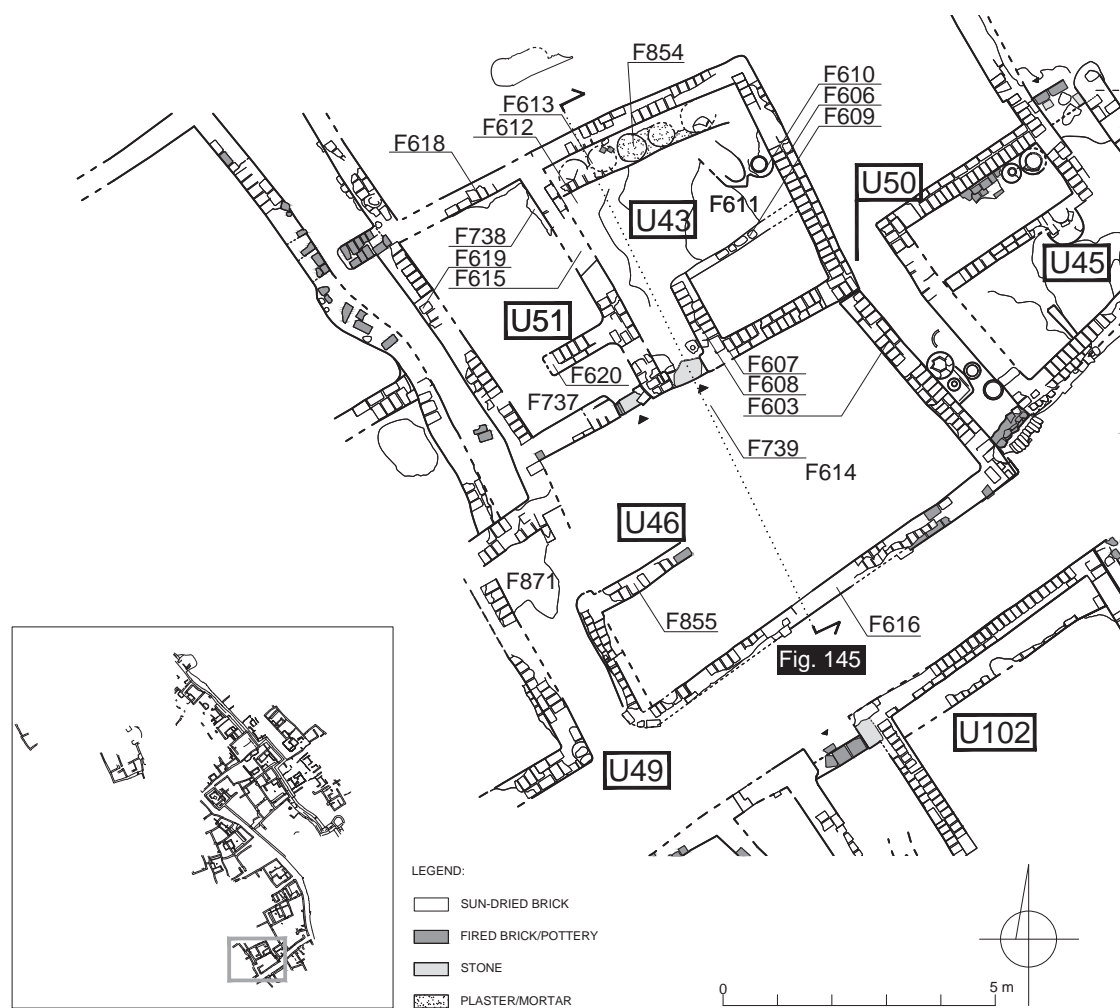 F854
F610
F606
F609
F613
F612
F618
U50
U43
F611
F738
F619
F615
U45
U51
F620
F607
F608
F603
F737
F739
F614
U46
F871
F855
F616
Fig. 145
U102
U49
LEGEND:
SUN-DRIED BRICK
FIRED BRICK/POTTERY
STONE
PLASTER/MORTAR
0
5 m